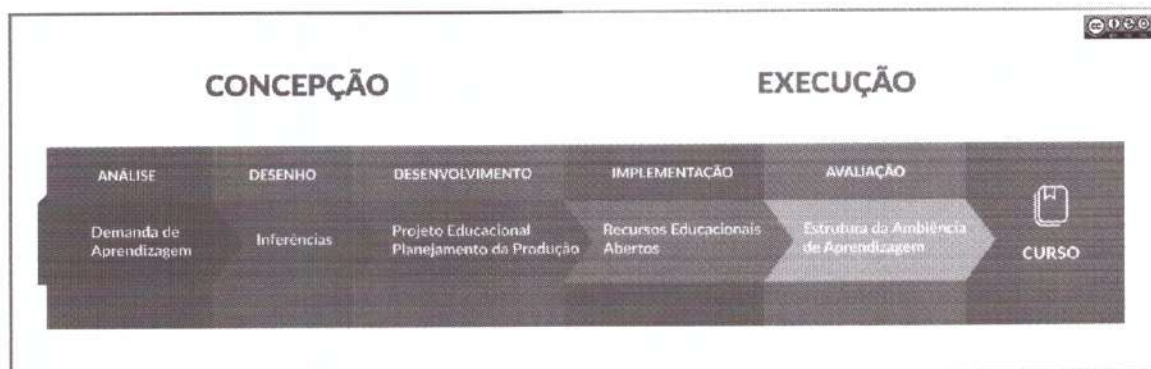 CONCEPÇÃO
EXECUÇÃO
ANÁLISE
DESENHO
DESENVOLVIMENTO
IMPLEMENTAÇÃO
AVALIAÇÃO
Demanda de
Aprendizagem
Inferências
Projeto Educacional
Planejamento da Produção
Recursos Educacionais
Abertos
Estrutura da Ambiência
de Aprendizagem
CURSO